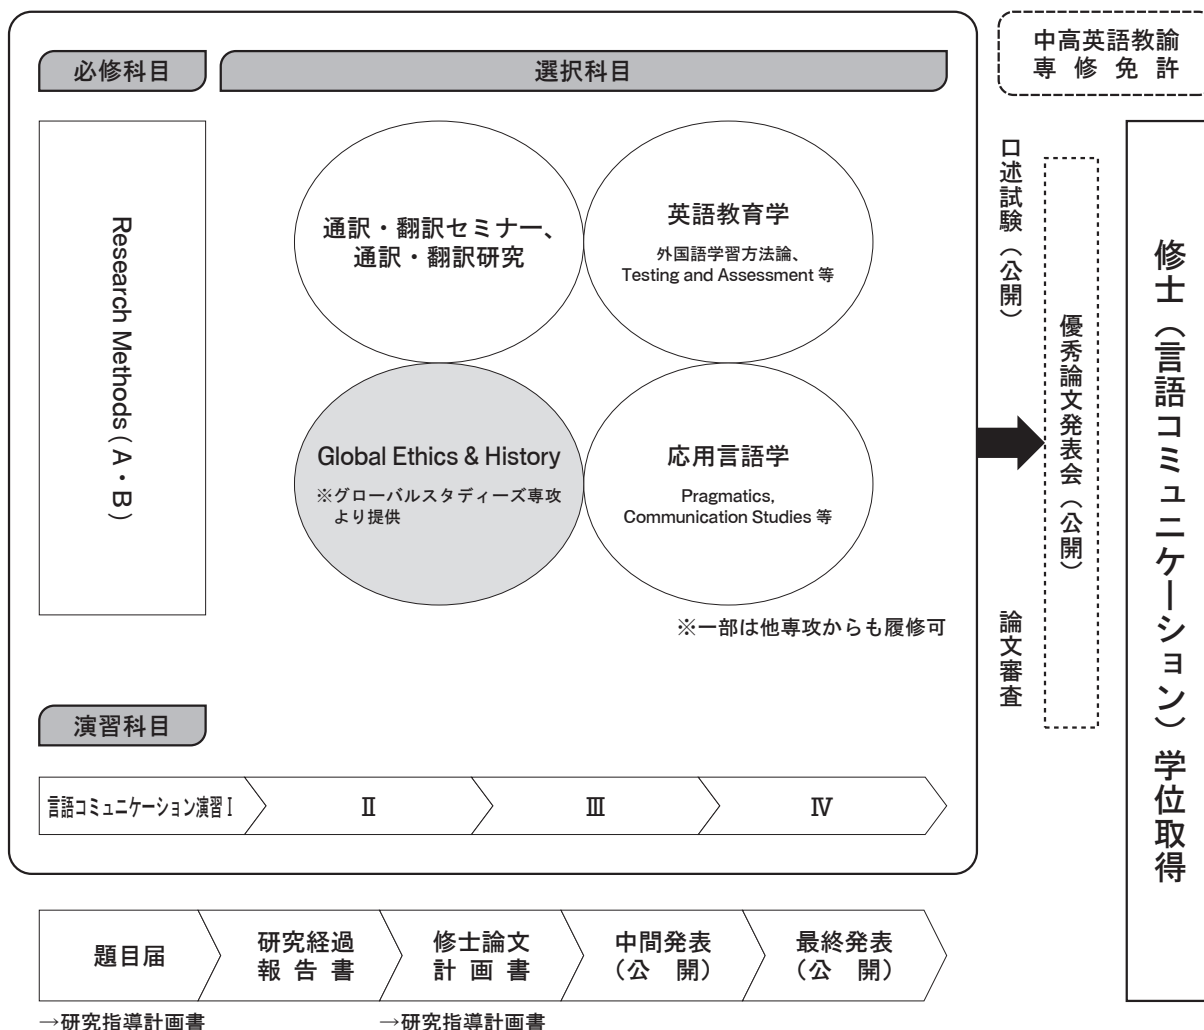 必修科目
選択科目
中高英語教諭
専修免許
Research Methods(A・B)
通訳・翻訳セミナー、
通訳・翻訳研究
英語教育学
外国語学習方法論、
Testing and Assessment 等
Global Ethics & History
※グローバルスタディーズ専攻
より提供
応用言語学
Pragmatics,
Communication Studies 等
※一部は他専攻からも履修可
口述試験（公開）
論文審査
優秀論文発表会（公開）
修士（言語コミュニケーション）学位取得
演習科目
言語コミュニケーション演習Ⅰ
Ⅱ
Ⅲ
Ⅳ
題目届
研究経過
報告書
修士論文
計画書
中間発表
（公　開）
最終発表
（公　開）
→研究指導計画書
→研究指導計画書